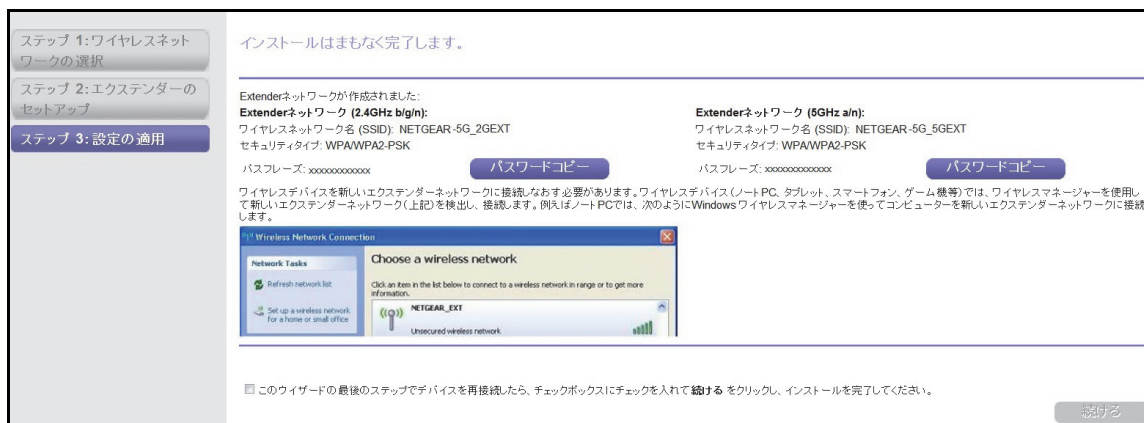 ステップ 1:ワイヤレスネット
ワークの選択
ステップ 2:エクステンダーの
セットアップ
ステップ 3:設定の適用
インストールはまもなく完了します。
Extenderネットワークが作成されました:
Extenderネットワーク (2.4GHz b/g/n):
ワイヤレスネットワーク名 (SSID): NETGEAR-5G_2GEXT
セキュリティタイプ: WPA/WPA2-PSK
パスフレーズ: xxxxxxxxxxxx
パスワードコピー
Extenderネットワーク (5GHz a/n):
ワイヤレスネットワーク名 (SSID): NETGEAR-5G_5GEXT
セキュリティタイプ: WPA/WPA2-PSK
パスフレーズ: xxxxxxxxxxxxx
パスワードコピー
ワイヤレスデバイスを新しいエクステンダーネットワークに接続しなおす必要があります。ワイヤレスデバイス(ノートPC、タブレット、スマートフォン、ゲーム機等)では、ワイヤレスマネージャーを使用し
て新しいエクステンダーネットワーク(上記)を検出し、接続します。例えばノートPCでは、次のようにWindowsワイヤレスマネージャーを使ってコンピューターを新しいエクステンダーネットワークに接続
します。
Wireless Network Connection
Network Tasks
Refresh network list
Set up a wireless network
for a home or small office
Choose a wireless network
Click an item in the list below to connect to a wireless network in range or to get more
information.
NETGEAR_EXT
Unsecured wireless network
このウィザードの最後のステップでデバイスを再接続したら、チェックボックスにチェックを入れて続ける をクリックし、インストールを完了してください。
続ける